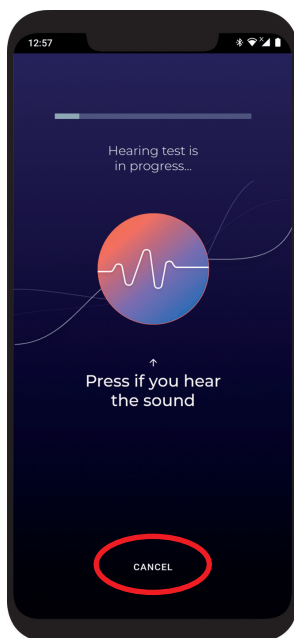 12:57
Hearing test is
in progress...
Press if you hear
the sound
CANCEL